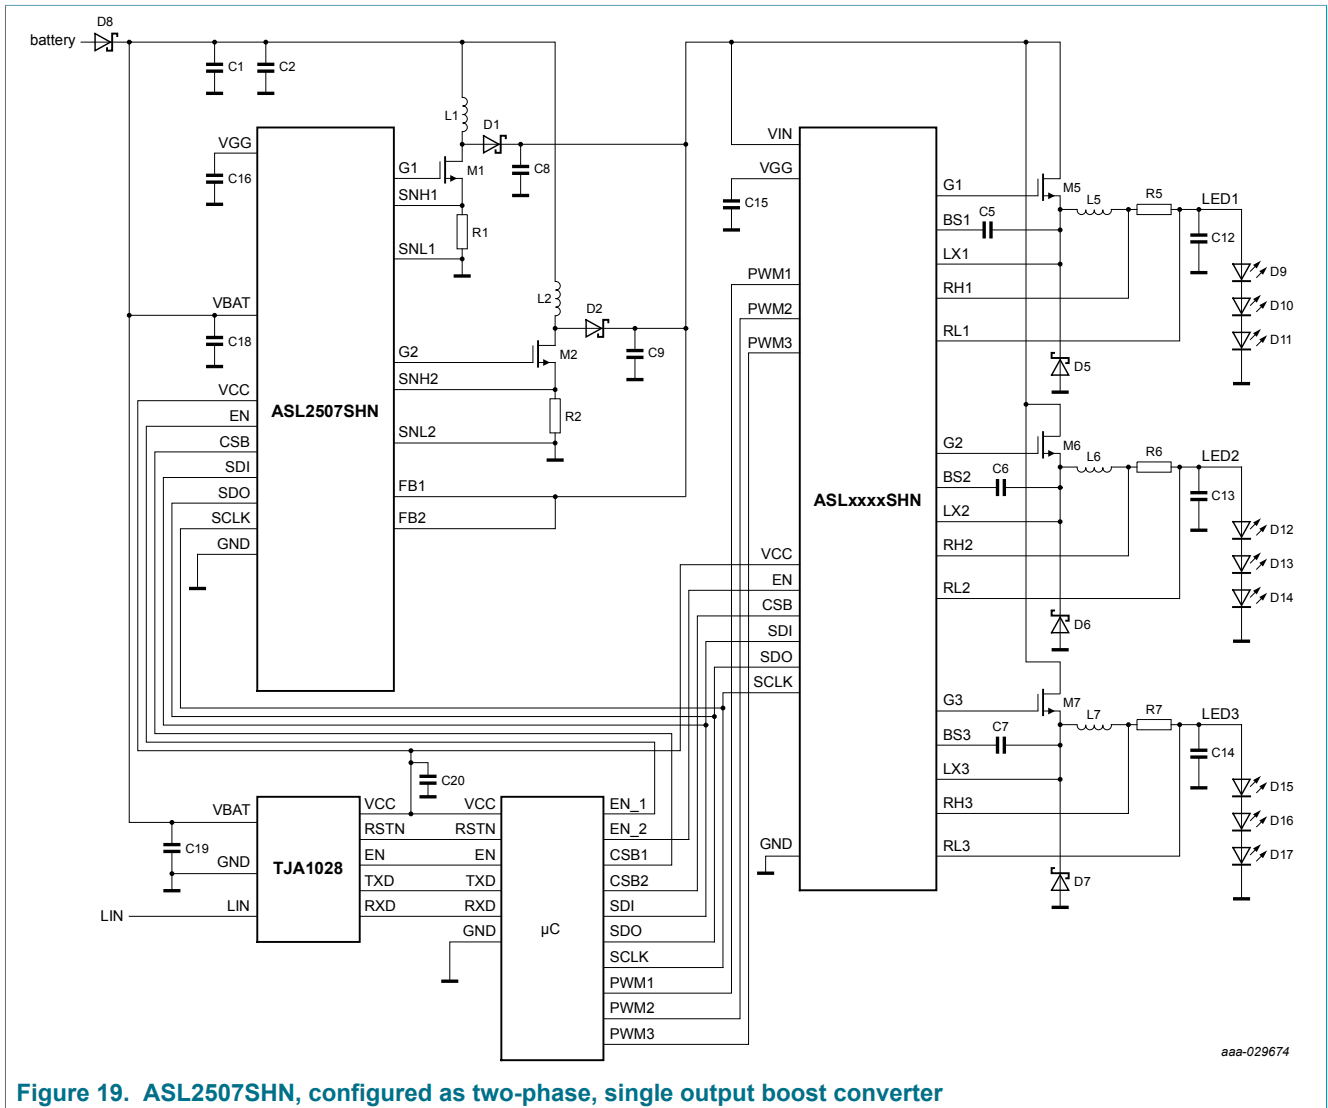 D8
battery
C1
C2
L1
D1
C8
VGG
C16
G1
M1
SNH1
R1
SNL1
L2
D2
VBAT
C18
G2
M2
C9
SNH2
R2
SNL2
VCC
EN
CSB
SDI
SDO
SCLK
GND
ASL2507SHN
FB1
FB2
VIN
VGG
C15
PWM1
PWM2
PWM3
ASLxxxxSHN
VCC
EN
CSB
SDI
SDO
SCLK
GND
G1
M5
L5
R5
LED1
BS1
C5
C12
LX1
RH1
RL1
D9
D10
D11
D5
G2
M6
L6
R6
LED2
BS2
C6
C13
LX2
RH2
RL2
D12
D13
D14
D6
G3
M7
L7
R7
LED3
BS3
C7
C14
LX3
RH3
RL3
D15
D16
D17
D7
C20
VBAT
C19
GND
LIN
LIN
TJA1028
VCC
RSTN
EN
TXD
RXD
VCC
RSTN
EN
TXD
RXD
GND
µC
EN_1
EN_2
CSB1
CSB2
SDI
SDO
SCLK
PWM1
PWM2
PWM3
aaa-029674
Figure 19. ASL2507SHN, configured as two-phase, single output boost converter